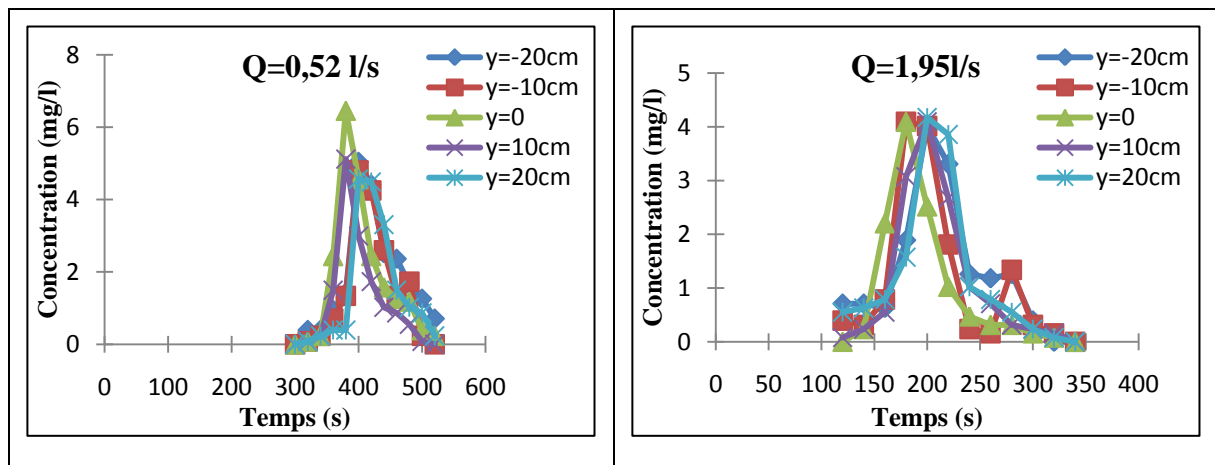 Q=0,52 l/s
Concentration (mg/l)
8
6
4
2
0
0 100 200 300 400 500 600
Temps (s)
y=-20cm
y=-10cm
y=0
y=10cm
y=20cm
Q=1,95l/s
Concentration (mg/l)
5
4
3
2
1
0
0 50 100 150 200 250 300 350 400
Temps (s)
y=-20cm
y=-10cm
y=0
y=10cm
y=20cm